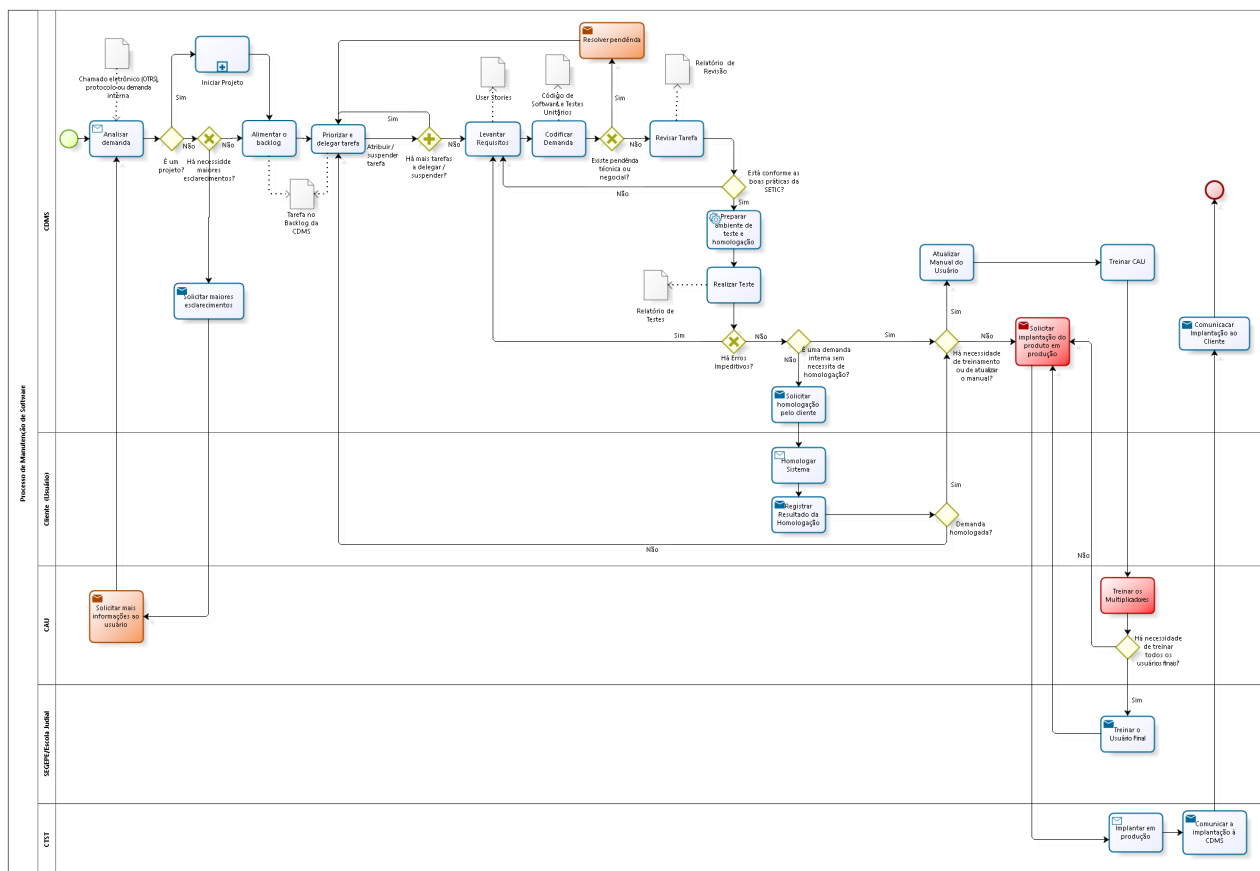 Processo de Manutenção de Software
CDMS
Chamado eletrônico (OTRS),
protocolo ou demanda
interna
Analisar
demanda
É um
projeto?
Sim
Não
Iniciar Projeto
Há necesside
maiores
esclarecimentos?
Não
Alimentar o
backlog
Tarefa no
Backlog da
CDMS
Priorizar e
delegar tarefa
Atribuir/
suspender
tarefa
Sim
Há mais tarefas
a delegar /
suspender?
Não
User Stories
Levantar
Requisitos
Código de
Software e Testes
Unitários
Codificar
Demanda
Resolver pendênda
Sim
Existe pendênda
técnica ou
negocial?
Relatório de
Revisão
Revisar Tarefa
Está conforme as
boas prátcas da
SETIC?
Não
Sim
Preparar
ambiente de
teste e
homologação
Realizar Teste
Relatório de
Testes
Sim
Há Erros
Impeditivos?
Não
É uma demanda
interna sem
necessita de
homologação?
Não
Sim
Solicitar
homologação
pelo cliente
Atualizar
Manual do
Usuário
Sim
Há necessidade
de treinamento
ou de atualizar
o manual?
Não
Solicitar
implantação do
produto em
produção
Treinar CAU
Comunicacar
Implantação ao
Cliente
Solicitar maiores
esclarecimentos
Cliente (Usuário)
Homologar
Sistema
Registrar
Resultado da
Homologação
Demanda
homologada?
Sim
Não
Não
CAU
Solicitar mais
informações ao
usuário
Treinar os
Multiplicadores
Há necessidade
de treinar
todos os
usuários finais?
Sim
SEGEPE/Escola Judial
Treinar o
Usuário Final
CTST
Implantar em
produção
Comunicar a
implantação à
CDMS